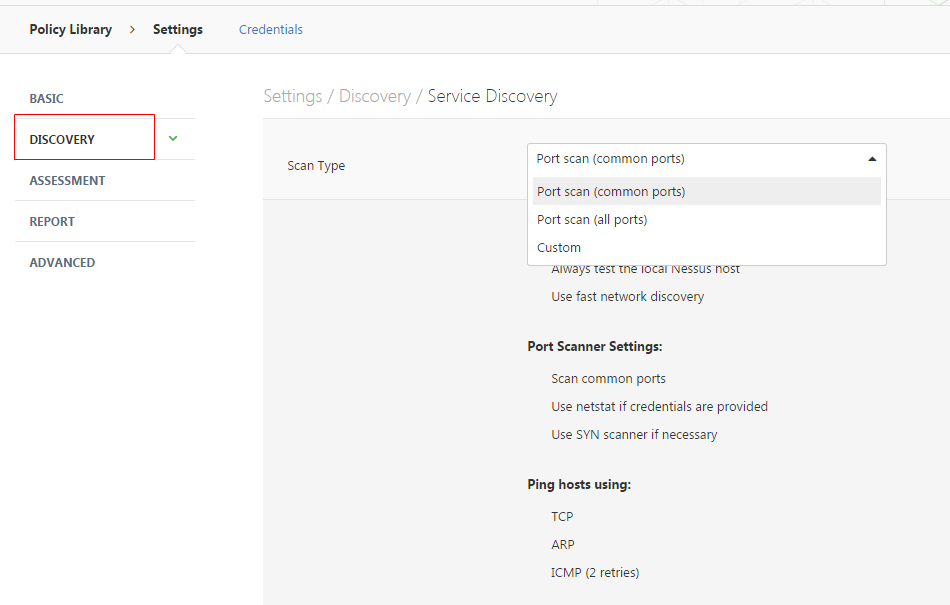 Policy Library > Settings Credentials
BASIC
DISCOVERY
ASSESSMENT
REPORT
ADVANCED
Settings / Discovery / Service Discovery
Scan Type
Port scan (common ports)
Port scan (common ports)
Port scan (all ports)
Custom
Always test the local Nessus host
Use fast network discovery
Port Scanner Settings:
Scan common ports
Use netstat if credentials are provided
Use SYN scanner if necessary
Ping hosts using:
TCP
ARP
ICMP (2 retries)